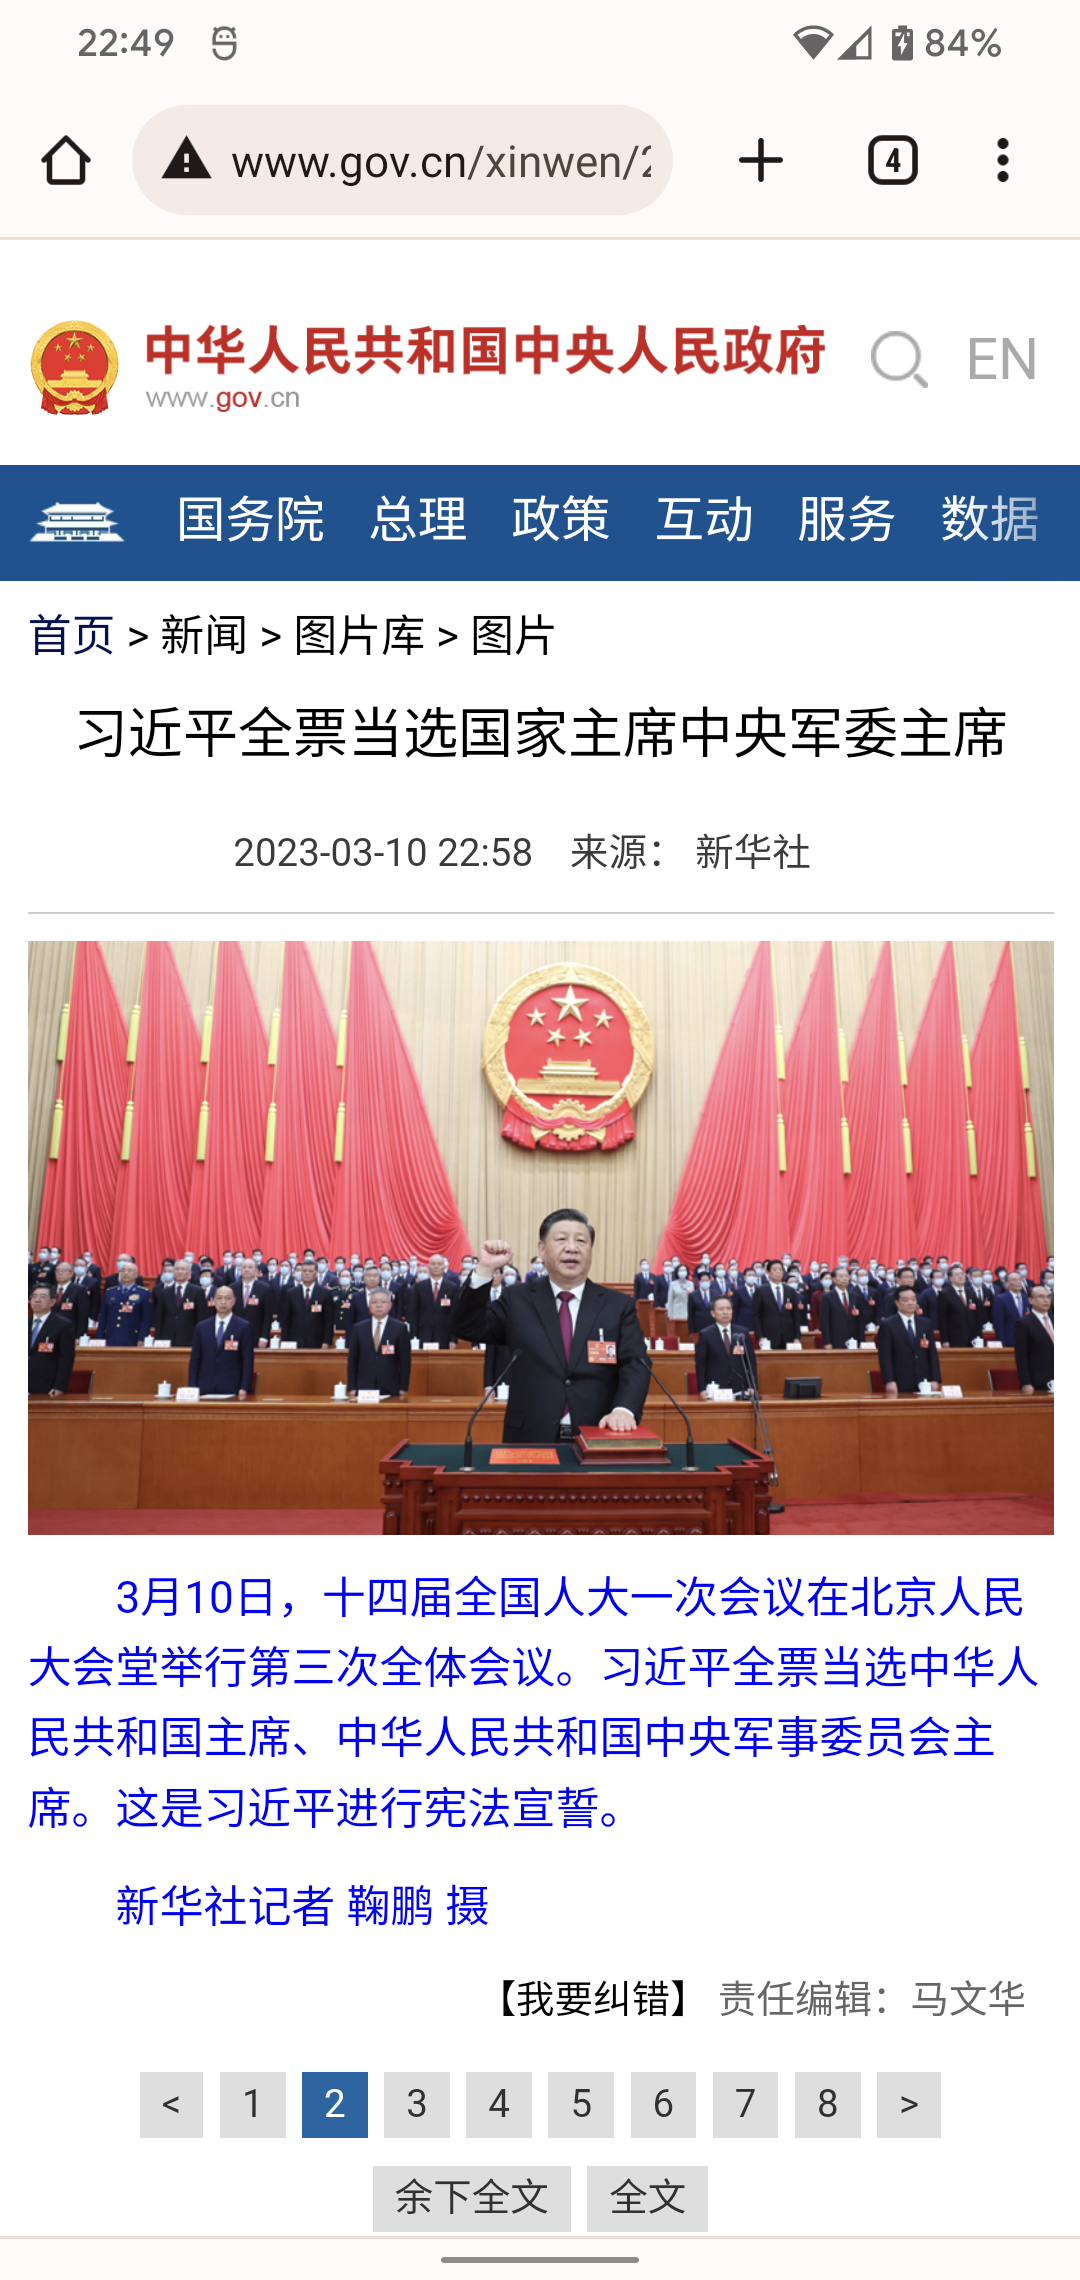 22:49
84%
www.gov.cn/xinwen/2
4
中华人民共和国中央人民政府
www.gov.cn
EN
国务院 总理 政策 互动 服务 数据
首页 > 新闻 > 图片库 > 图片
习近平全票当选国家主席中央军委主席
2023-03-10 22:58 来源： 新华社
3月10日，十四届全国人大一次会议在北京人民
大会堂举行第三次全体会议。习近平全票当选中华人
民共和国主席、中华人民共和国中央军事委员会主
席。这是习近平进行宪法宣誓。
新华社记者 鞠鹏 摄
【我要纠错】 责任编辑：马文华
< 1 2 3 4 5 6 7 8 >
余下全文 全文